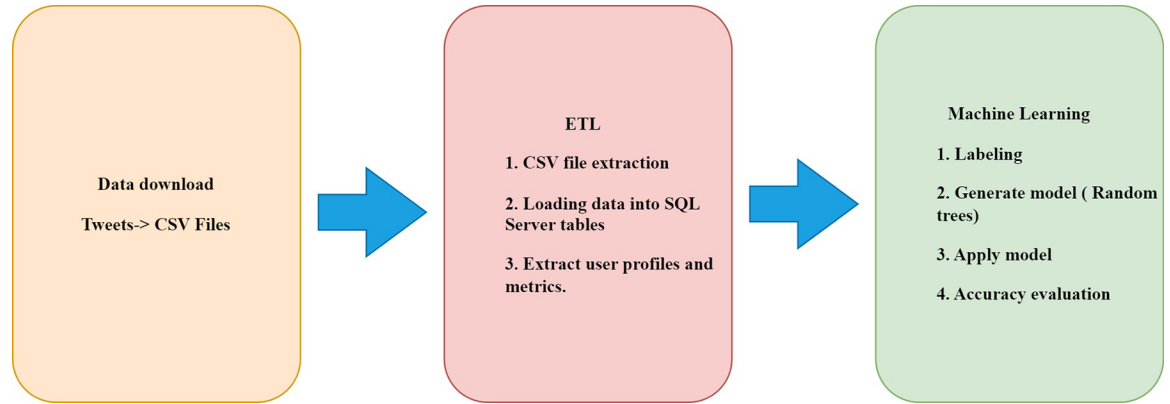 Data download
Tweets-> CSV Files
ETL
1. CSV file extraction
2. Loading data into SQL
Server tables
3. Extract user profiles and
metrics.
Machine Learning
1. Labeling
2. Generate model ( Random
trees)
3. Apply model
4. Accuracy evaluation